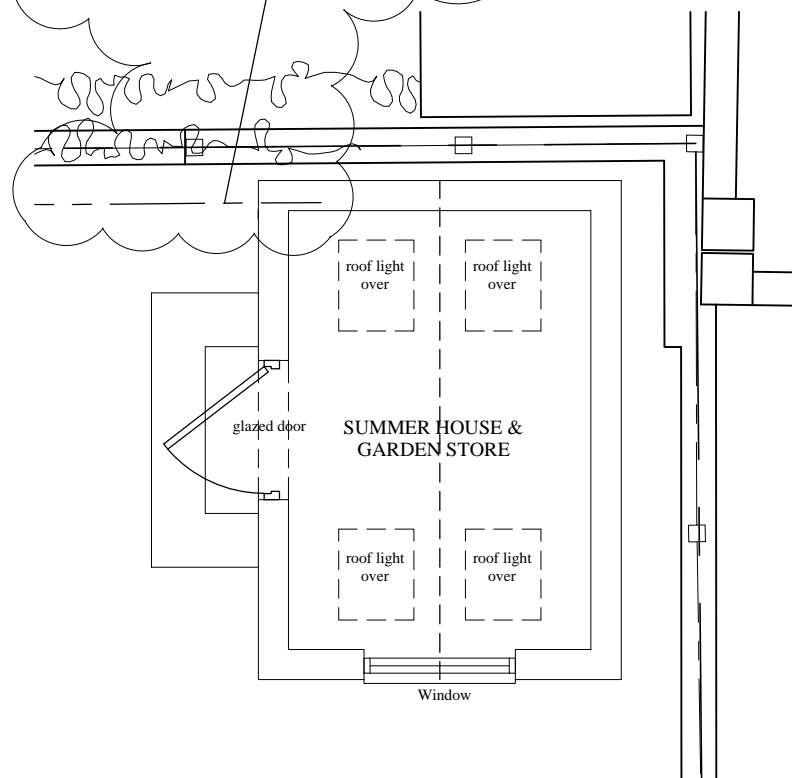 roof light
over
roof light
over
glazed door
SUMMER HOUSE &
GARDEN STORE
roof light
over
roof light
over
Window